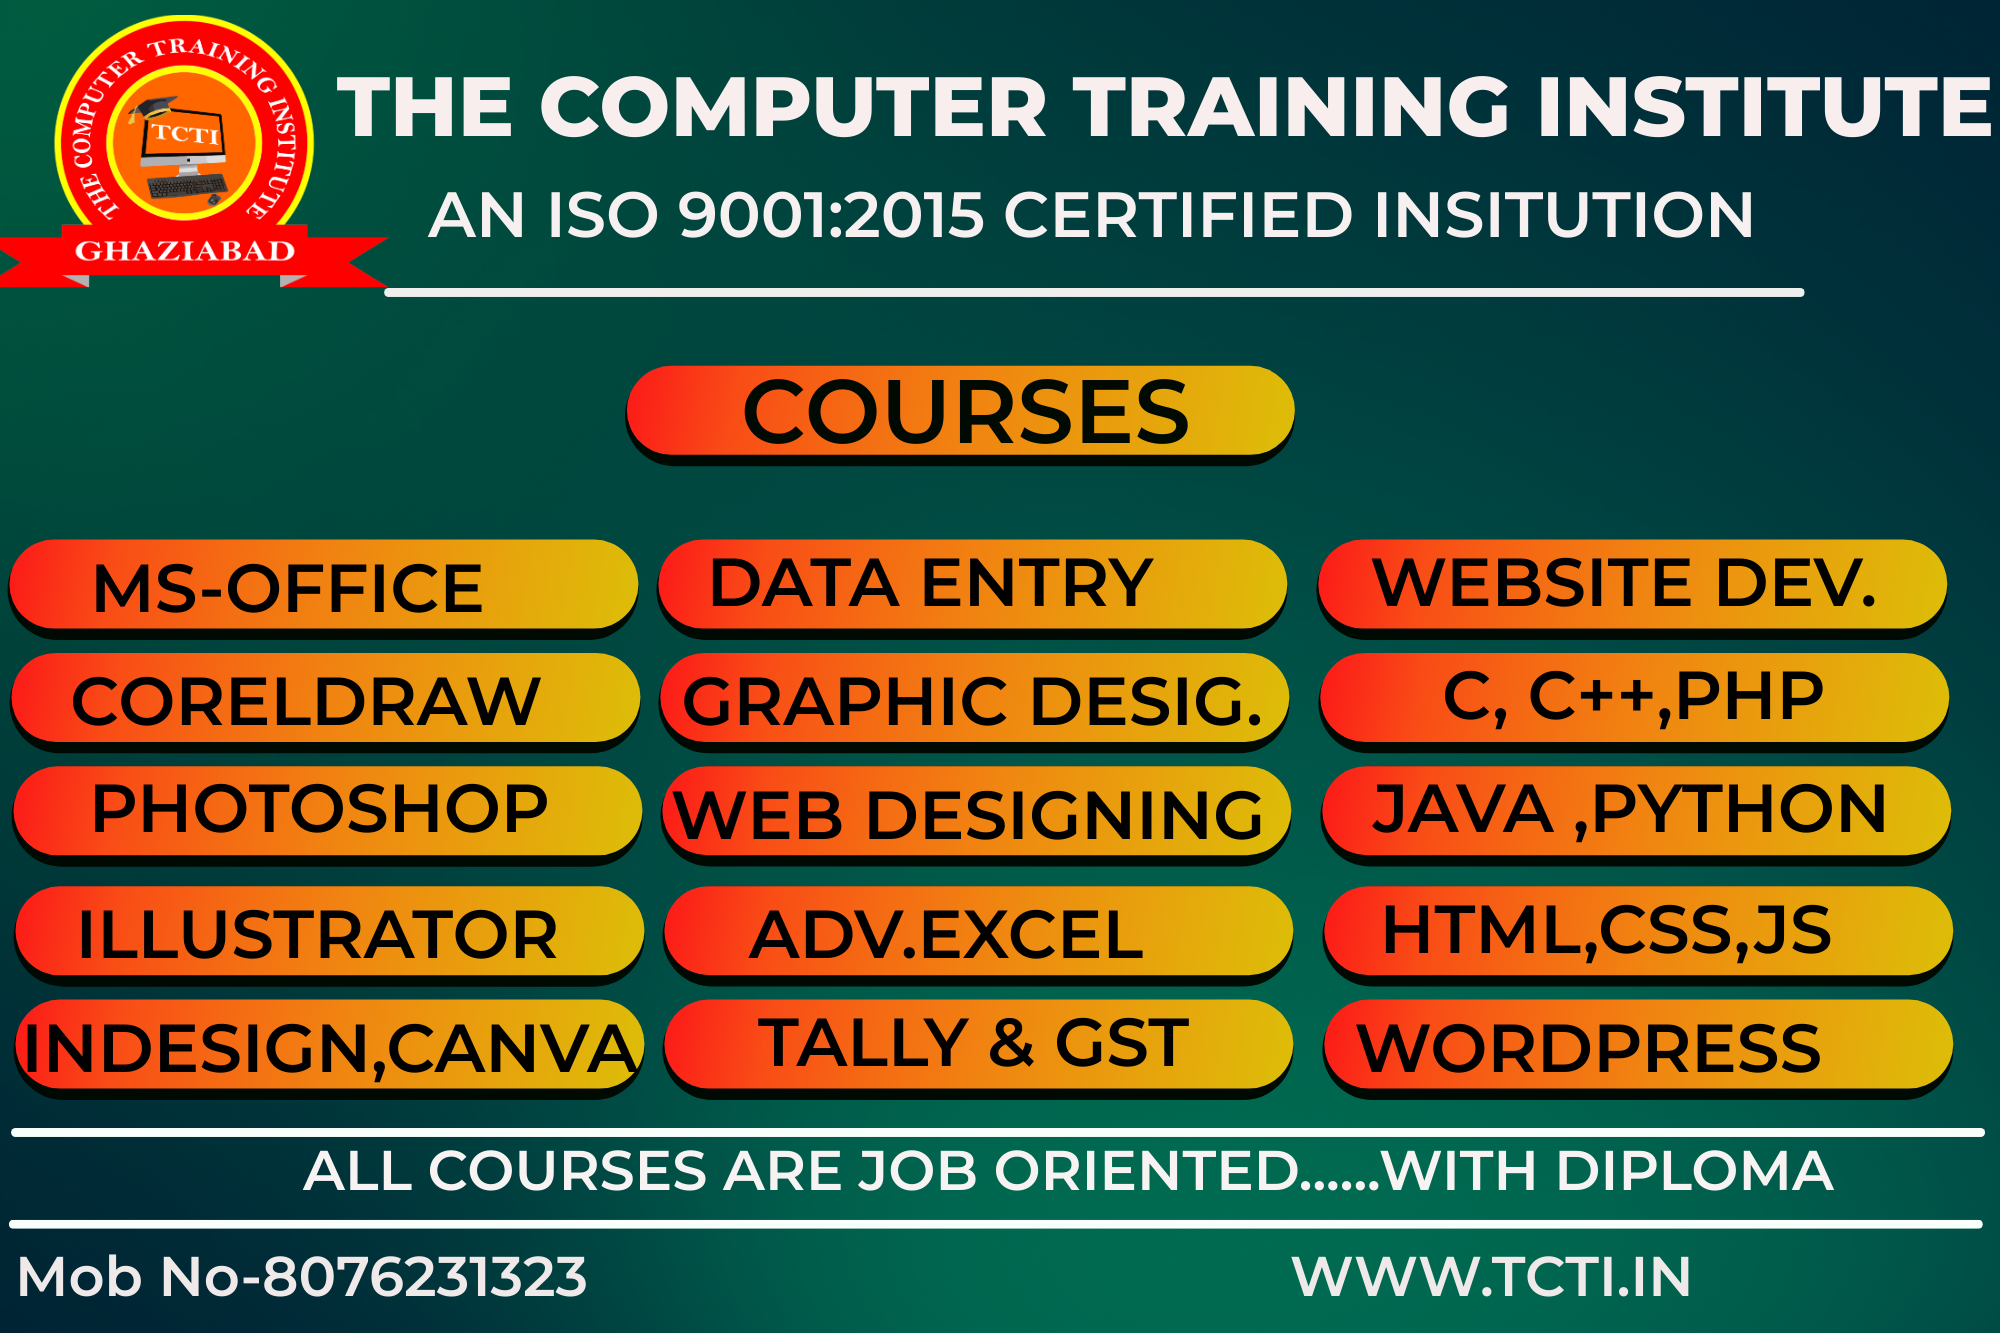 THE COMPUTER TRAINING INSTITUTE
TCTI
GHAZIABAD
THE COMPUTER TRAINING INSTITUTE
AN ISO 9001:2015 CERTIFIED INSITUTION
COURSES
MS-OFFICE
DATA ENTRY
WEBSITE DEV.
CORELDRAW
GRAPHIC DESIG.
C, C++,PHP
PHOTOSHOP
WEB DESIGNING
JAVA ,PYTHON
ILLUSTRATOR
ADV.EXCEL
HTML,CSS,JS
INDESIGN,CANVA
TALLY & GST
WORDPRESS
ALL COURSES ARE JOB ORIENTED......WITH DIPLOMA
Mob No-8076231323
WWW.TCTI.IN